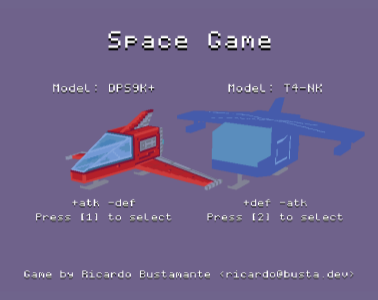 Space Game
Model: DPS9K+ Model: T4-NK
+atk -def +def -atk
Press [1] to select Press [2] to select
Game by Ricardo Bustamante <ricardo@busta.dev>